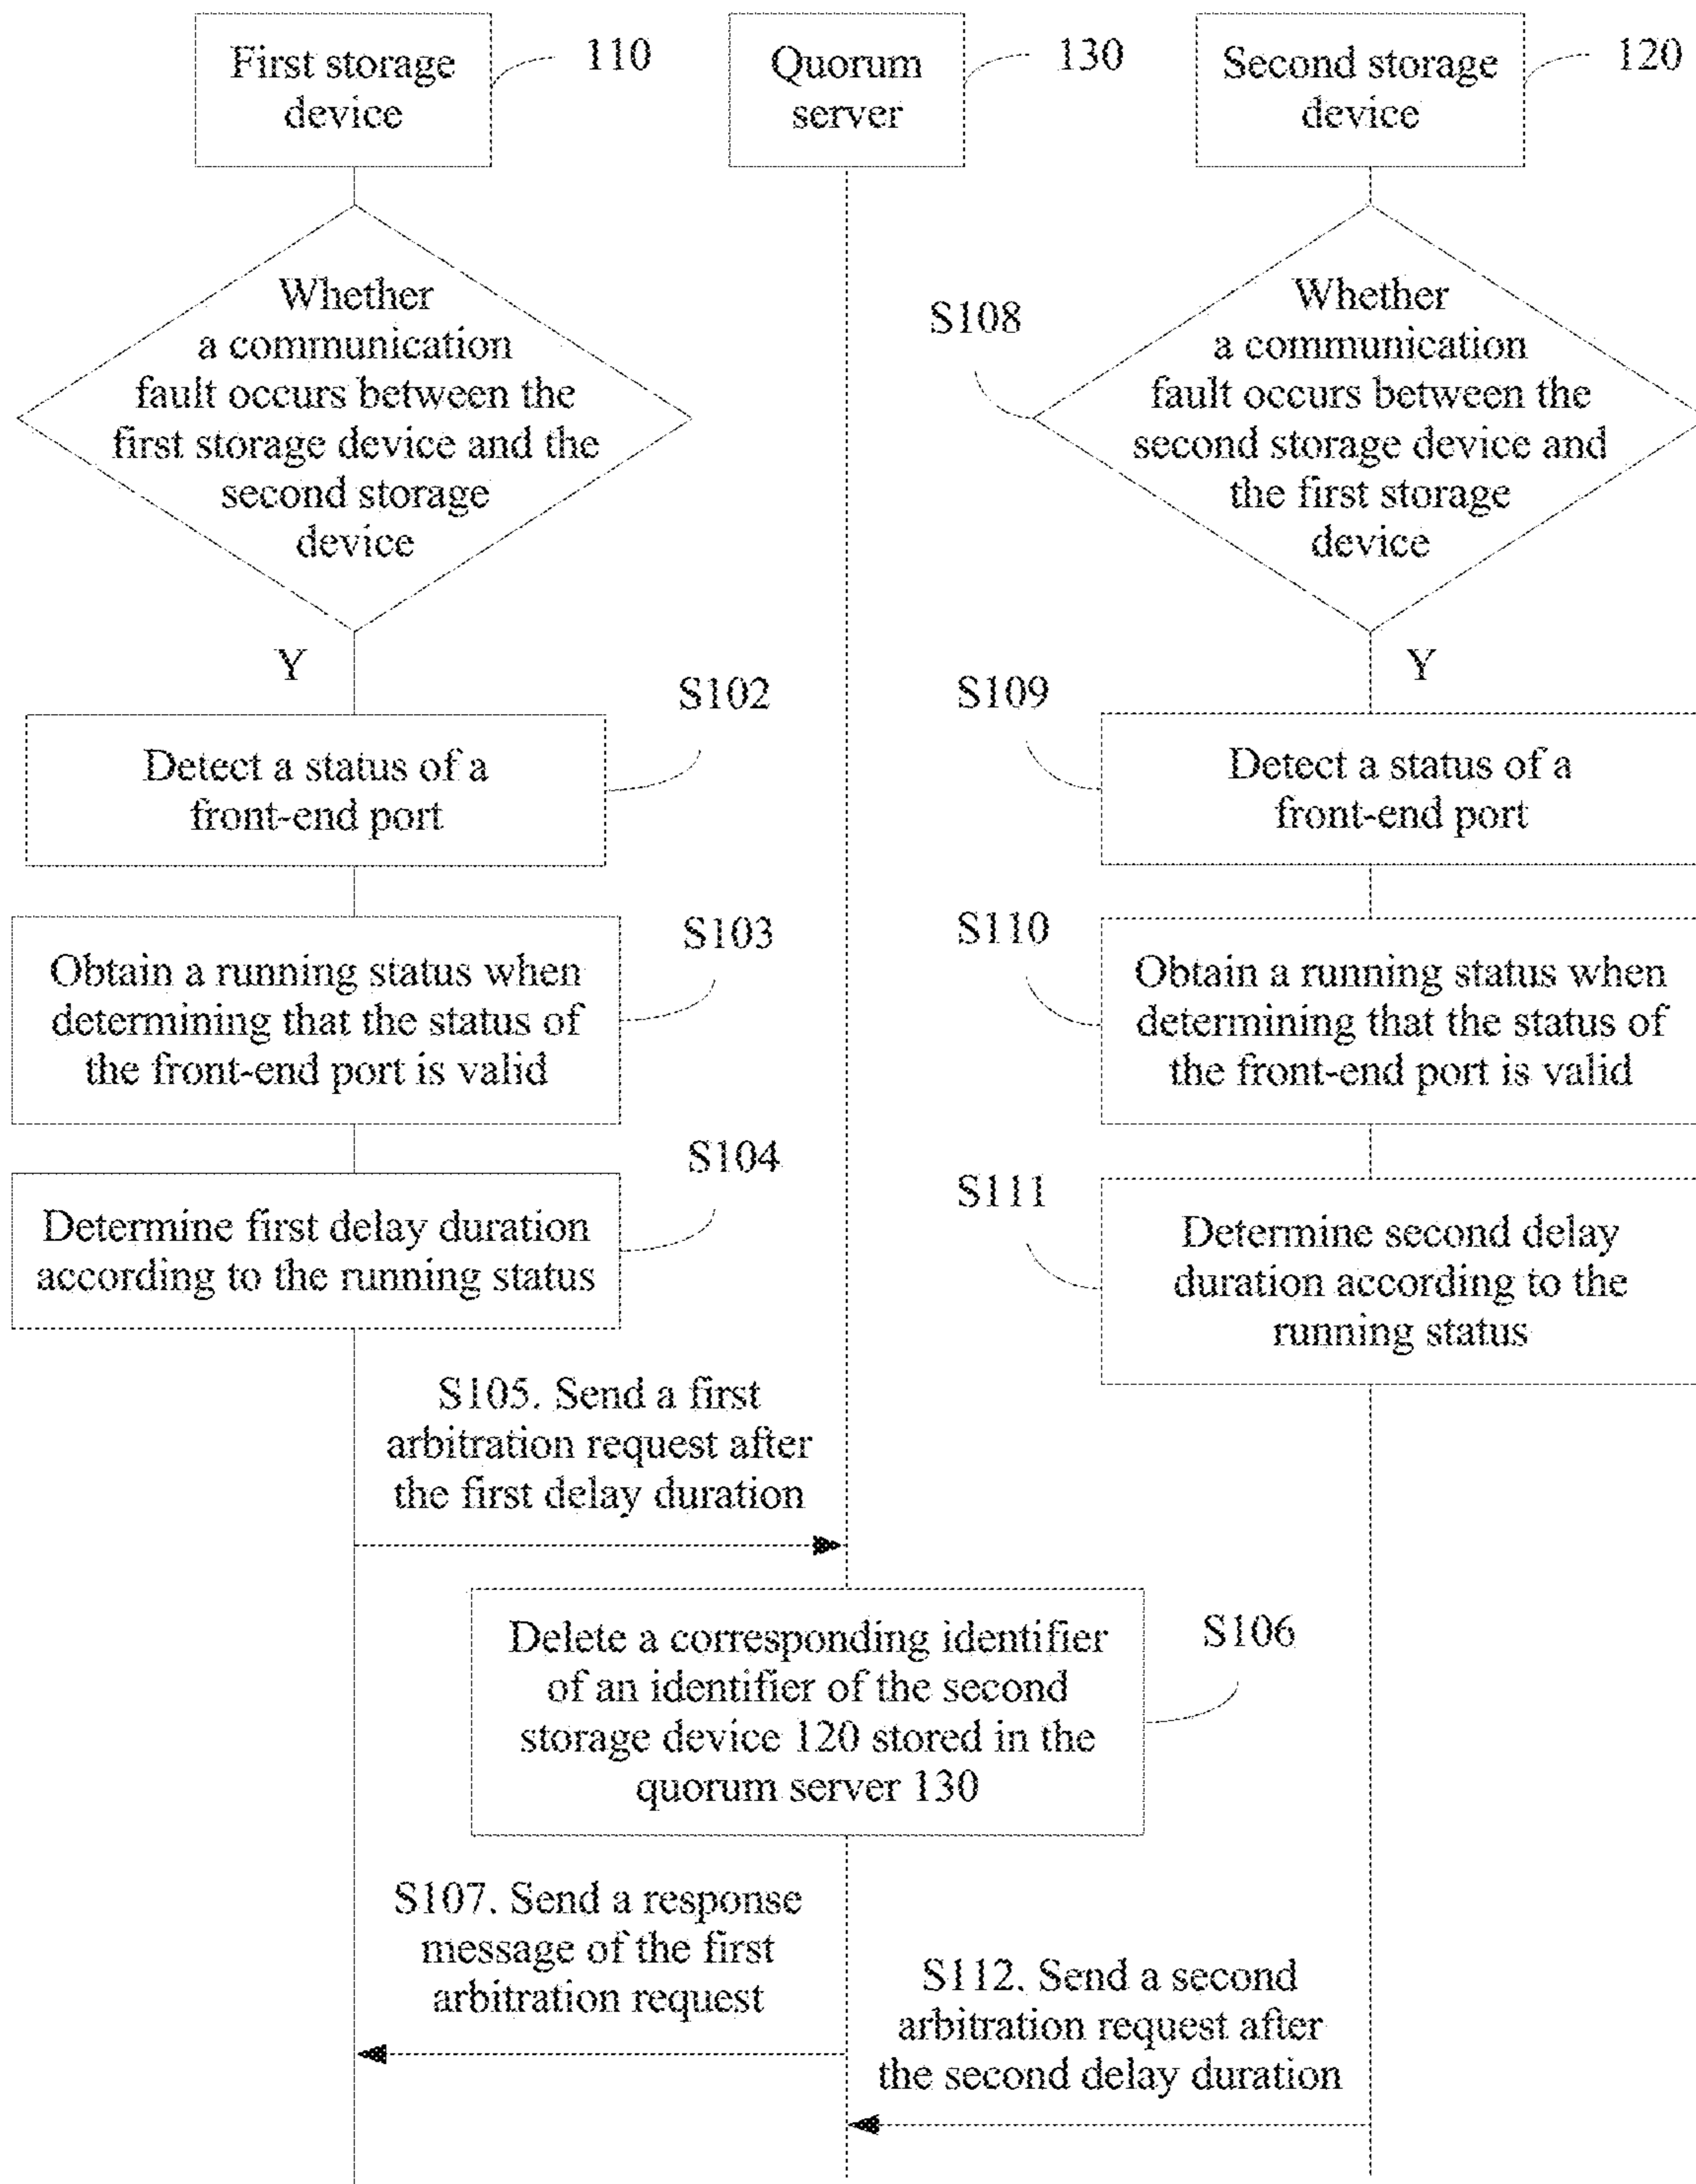 First storage
device
110
Quorum
server
130
Second storage
device
120
Whether
a communication
fault occurs between the
first storage device and the
second storage
device
S108
Whether
a communication
fault occurs between the
second storage device and
the first storage
device
Y
Y
S102
Detect a status of a
front-end port
S109
Detect a status of a
front-end port
S103
Obtain a running status when
determining that the status of
the front-end port is valid
S110
Obtain a running status when
determining that the status of
the front-end port is valid
S104
Determine first delay duration
according to the running status
S111
Determine second delay
duration according to the
running status
S105. Send a first
arbitration request after
the first delay duration
Delete a corresponding identifier
of an identifier of the second
storage device 120 stored in the
quorum server 130
S106
S107. Send a response
message of the first
arbitration request
S112. Send a second
arbitration request after
the second delay duration